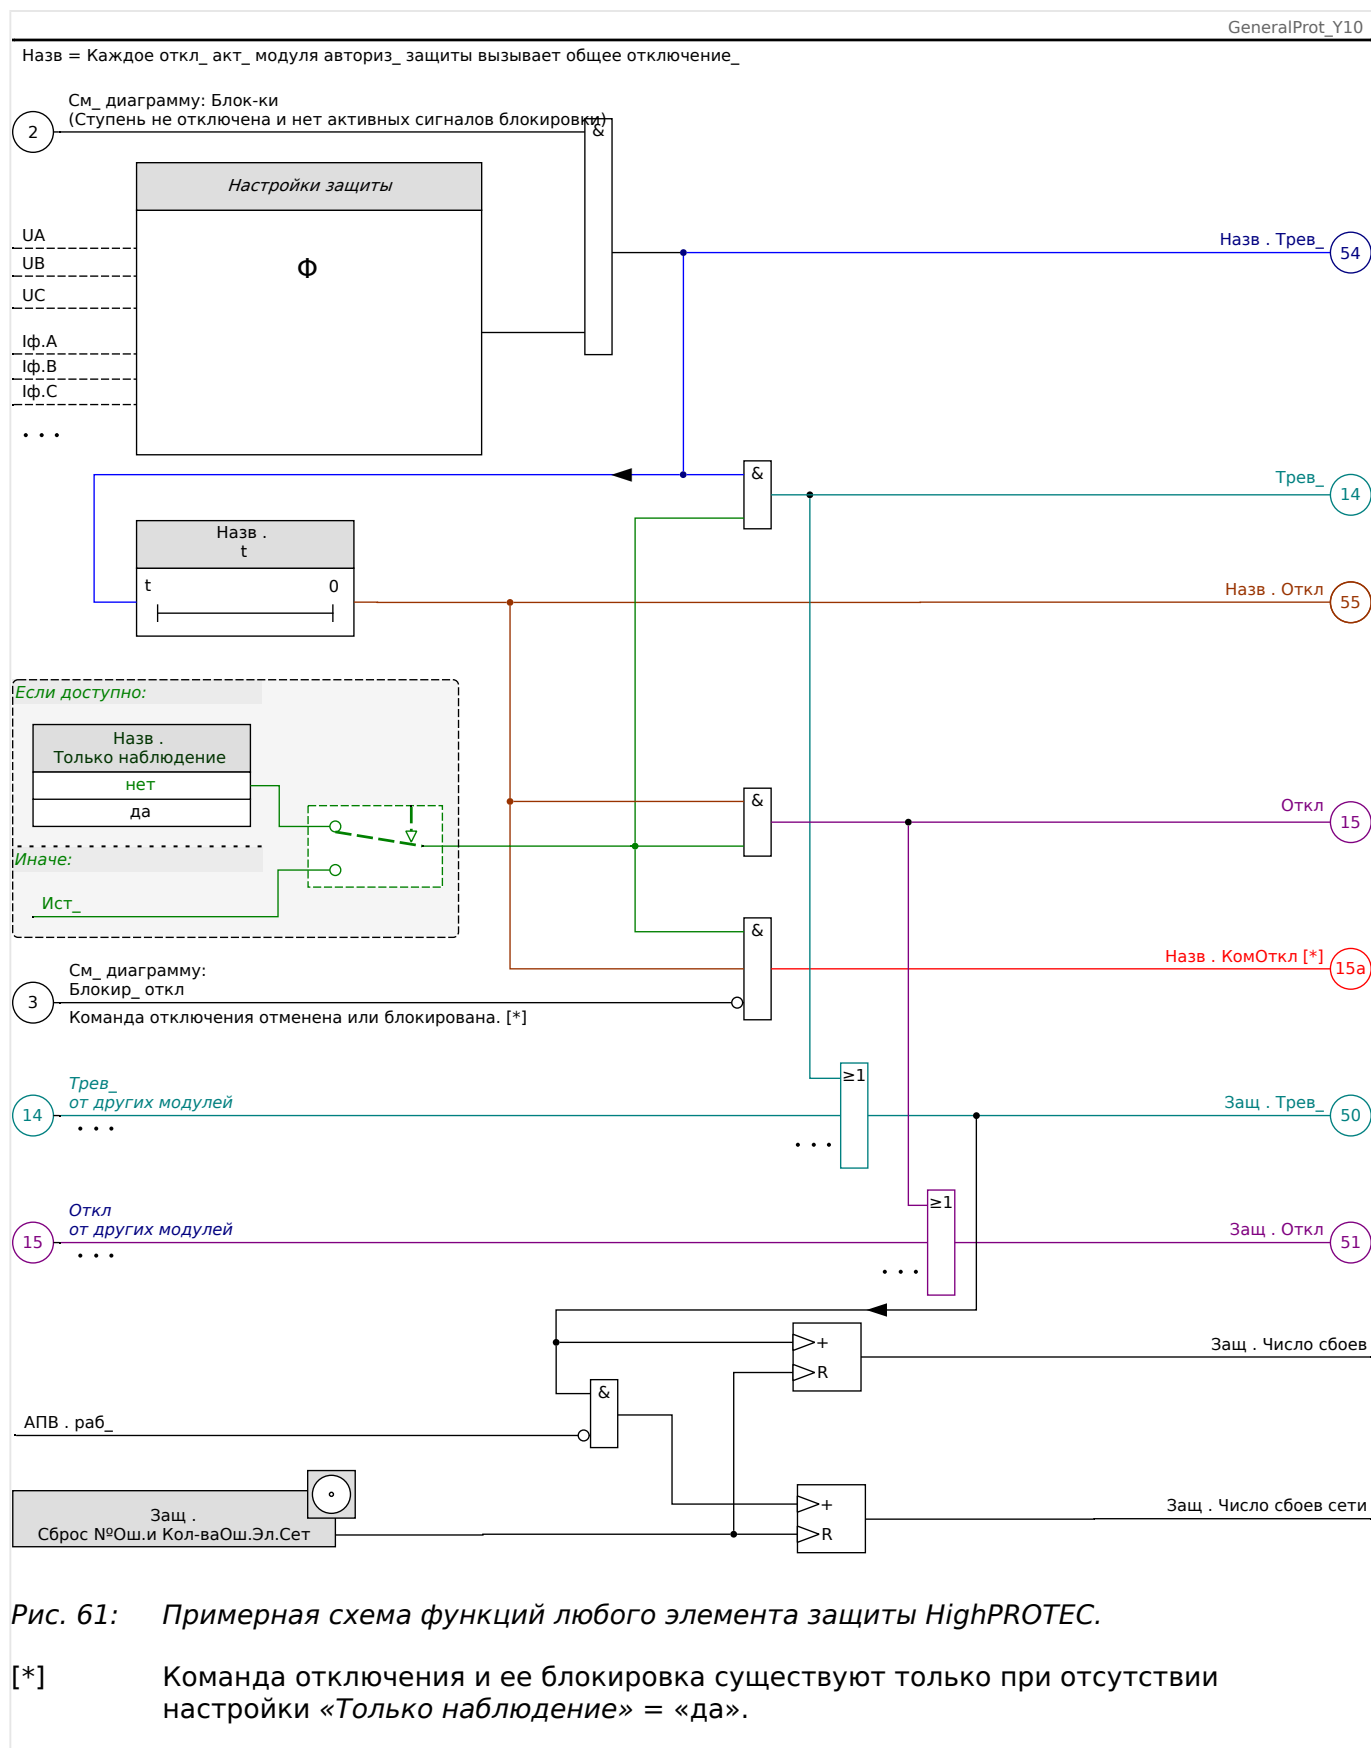 GeneralProt_Y10
Назв = Каждое откл_ акт_ модуля авториз_ защиты вызывает общее отключение_
См_ диаграмму: Блок-ки
(Ступень не отключена и нет активных сигналов блокировки)
2
&
Настройки защиты
Φ
UA
UB
UC
Iф.A
Iф.B
Iф.C
• • •
Назв . Трев_
54
&
Трев_
14
Назв .
t
t 0
Назв . Откл
55
Если доступно:
Назв .
Только наблюдение
нет
да
Иначе:
Ист_
&
Откл
15
&
Назв . КомОткл [*]
15a
См_ диаграмму:
Блокир_ откл
3
Команда отключения отменена или блокирована. [*]
≥1
Трев_
от других модулей
14
• • •
• • •
Защ . Трев_
50
≥1
Откл
от других модулей
15
• • •
• • •
Защ . Откл
51
+
R
Защ . Число сбоев
&
АПВ . раб_
Защ .
Сброс №Ош.и Кол-ваОш.Эл.Сет
+
R
Защ . Число сбоев сети
Рис. 61: Примерная схема функций любого элемента защиты HighPROTEC.
[*] Команда отключения и ее блокировка существуют только при отсутствии
настройки «Только наблюдение» = «да».